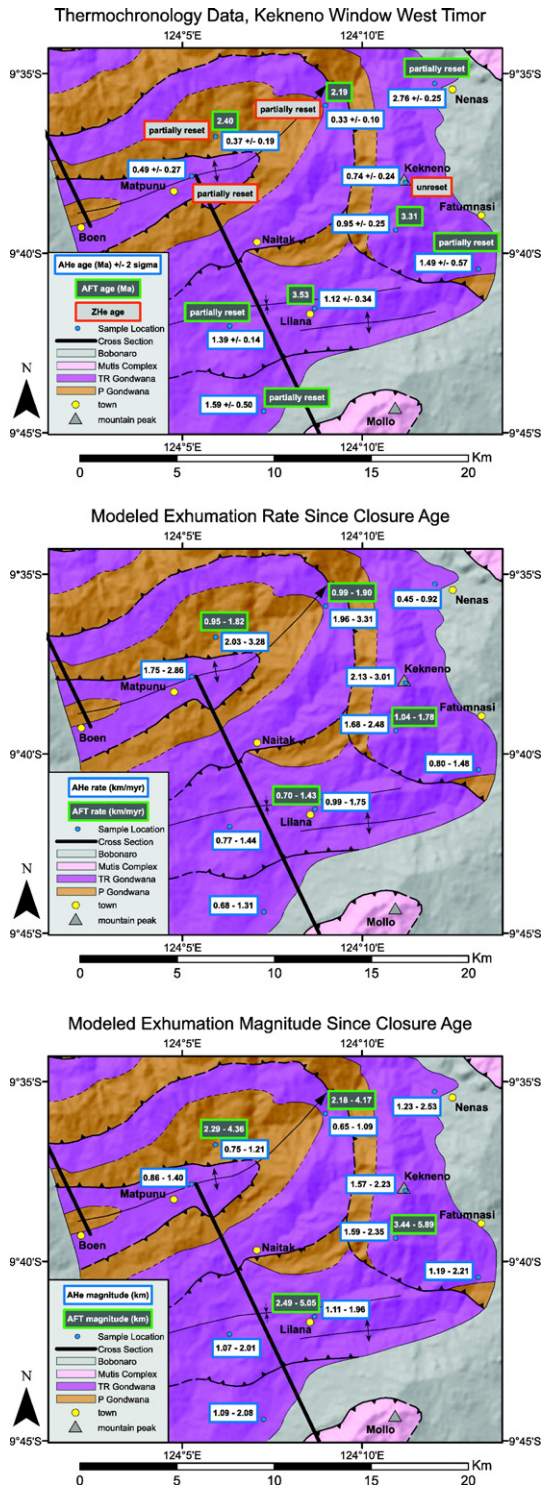 Thermochronology Data, Kekneno Window West Timor
124°5'E 124°10'E
9°35'S 9°35'S
partially reset
2.19
2.76 +/- 0.25
Nenas
partially reset
2.40
partially reset
0.33 +/- 0.10
0.37 +/- 0.19
0.49 +/- 0.27
0.74 +/- 0.24
Kekneno
unreset
Matpunu
partially reset
Fatumnasi
3.31
0.95 +/- 0.25
Boen
Naitak
partially reset
9°40'S 9°40'S
1.49 +/- 0.57
AHe age (Ma) +/- 2 sigma
AFT age (Ma)
ZHe age
Sample Location
Cross Section
Bobonaro
Mutis Complex
TR Gondwana
P Gondwana
town
mountain peak
3.53
1.12 +/- 0.34
partially reset
Lilana
1.39 +/- 0.14
partially reset
1.59 +/- 0.50
Mollo
N
9°45'S 9°45'S
124°5'E 124°10'E
Km
0 5 10 15 20
Modeled Exhumation Rate Since Closure Age
124°5'E 124°10'E
9°35'S 9°35'S
0.99 - 1.90
0.45 - 0.92
Nenas
0.95 - 1.82
1.96 - 3.31
2.03 - 3.28
1.75 - 2.86
Kekneno
2.13 - 3.01
Matpunu
Fatumnasi
1.04 - 1.78
1.68 - 2.48
Boen
Naitak
9°40'S 9°40'S
0.80 - 1.48
AHe rate (km/myr)
AFT rate (km/myr)
Sample Location
Cross Section
Bobonaro
Mutis Complex
TR Gondwana
P Gondwana
town
mountain peak
0.70 - 1.43
0.99 - 1.75
Lilana
0.77 - 1.44
0.68 - 1.31
Mollo
N
9°45'S 9°45'S
124°5'E 124°10'E
Km
0 5 10 15 20
Modeled Exhumation Magnitude Since Closure Age
124°5'E 124°10'E
9°35'S 9°35'S
2.18 - 4.17
1.23 - 2.53
Nenas
2.29 - 4.36
0.65 - 1.09
0.75 - 1.21
0.86 - 1.40
Kekneno
1.57 - 2.23
Matpunu
Fatumnasi
3.44 - 5.89
1.59 - 2.35
Boen
Naitak
9°40'S 9°40'S
1.19 - 2.21
AHe magnitude (km)
AFT magnitude (km)
Sample Location
Cross Section
Bobonaro
Mutis Complex
TR Gondwana
P Gondwana
town
mountain peak
2.49 - 5.05
1.11 - 1.96
Lilana
1.07 - 2.01
1.09 - 2.08
Mollo
N
9°45'S 9°45'S
124°5'E 124°10'E
Km
0 5 10 15 20